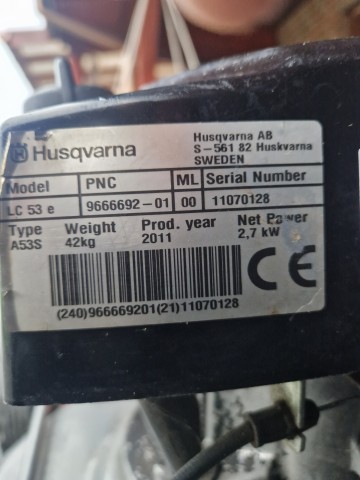 Husqvarna
Husqvarna AB
S-561 82 Huskvarna
SWEDEN
Model PNC ML Serial Number
LC 53 e 9666692-01 00 11070128
Type Weight Prod. year Net Power
A53S 42kg 2011 2,7 kW
CE
(240)966669201(21)11070128